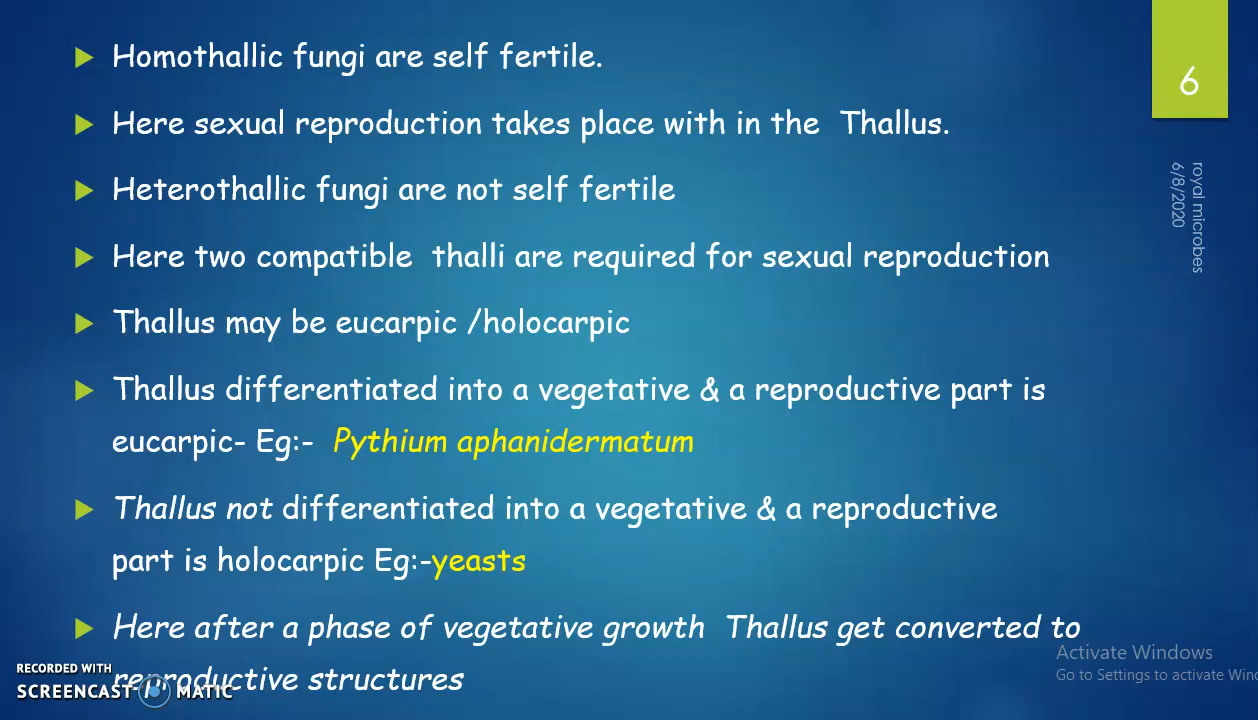 Homothallic fungi are self fertile.
Here sexual reproduction takes place with in the Thallus.
Heterothallic fungi are not self fertile
Here two compatible thalli are required for sexual reproduction
Thallus may be eucarpic /holocarpic
Thallus differentiated into a vegetative & a reproductive part is
eucarpic- Eg:- Pythium aphanidermatum
Thallus not differentiated into a vegetative & a reproductive
part is holocarpic Eg:-yeasts
Here after a phase of vegetative growth Thallus get converted to
reproductive structures
6
royal microbes
6/8/2020
Activate Windows
Go to Settings to activate Wind
RECORDED WITH
SCREENCAST MATIC